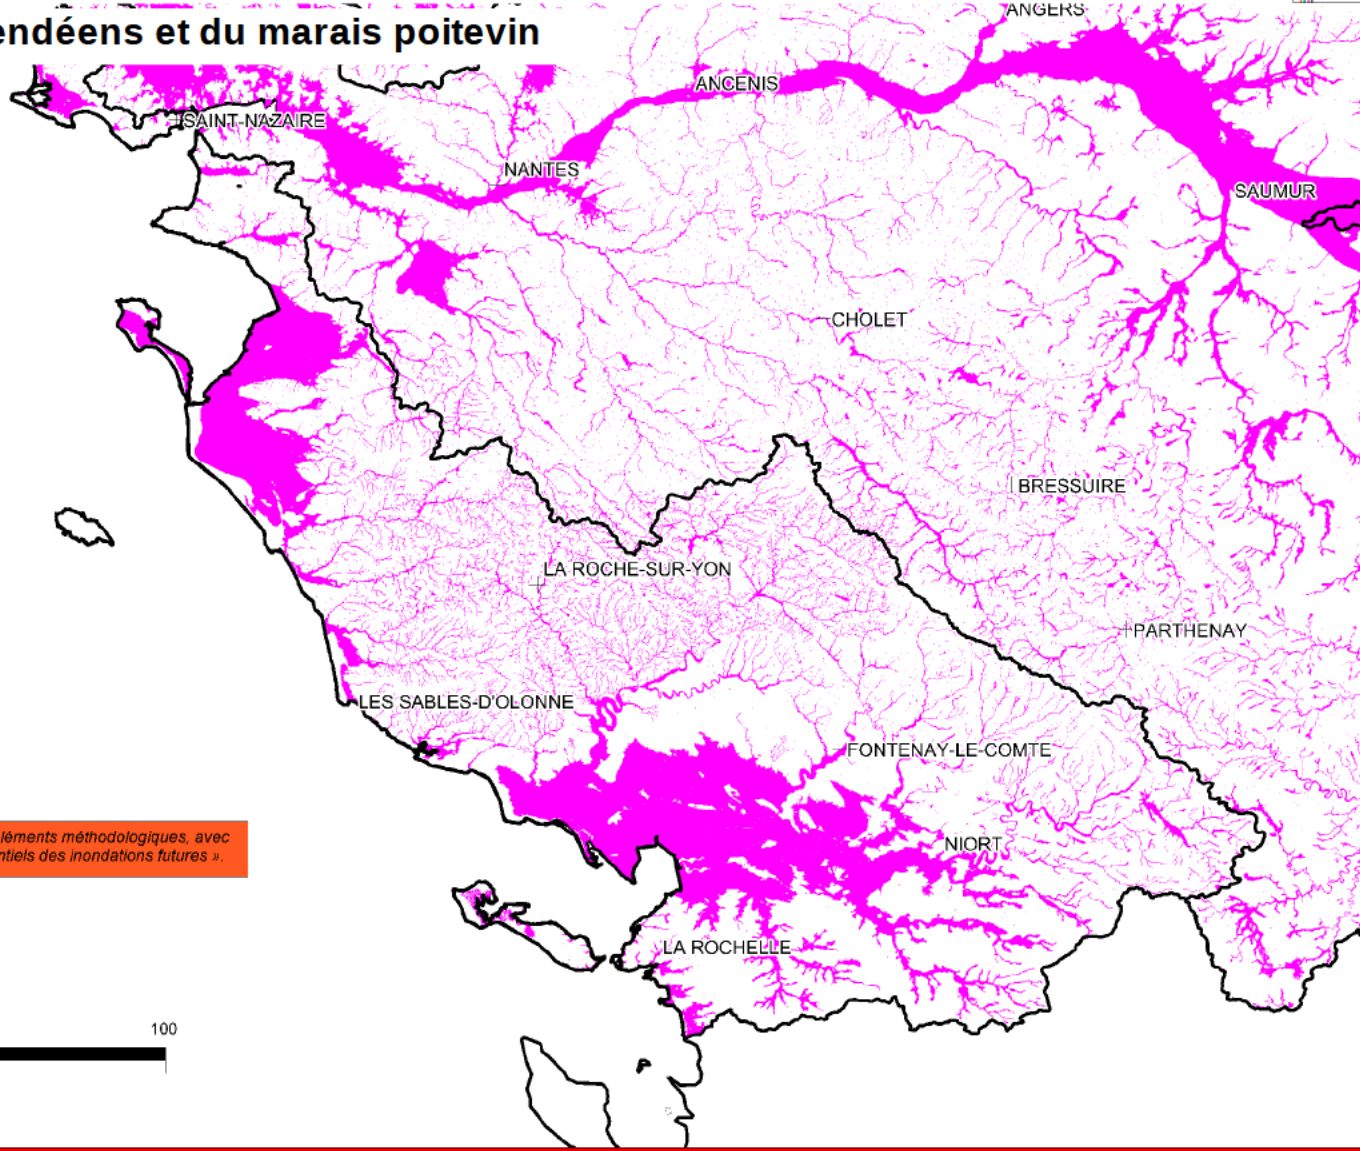 endéens et du marais poitevin
ANGERS
ANCENIS
SAINT-NAZAIRE
NANTES
SAUMUR
CHOLET
BRESSUIRE
LA ROCHE-SUR-YON
PARTHENAY
LES SABLES-D'OLONNE
FONTENAY-LE-COMTE
léments méthodologiques, avec
ntiels des inondations futures ».
NIORT
LA ROCHELLE
100